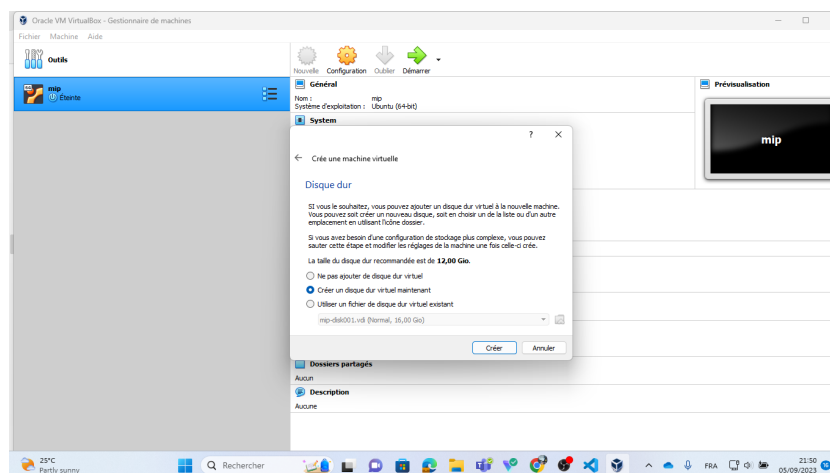 Oracle VM VirtualBox - Gestionnaire de machines
Fichier Machine Aide
Outils
Nouvelle Configuration Oublier Démarrer
mip
Éteinte
Général
Nom : mip
Système d'exploitation : Ubuntu (64-bit)
System
Prévisualisation
mip
? ×
Crée une machine virtuelle
Disque dur
SI vous le souhaitez, vous pouvez ajouter un disque dur virtuel à la nouvelle machine.
Vous pouvez soit créer un nouveau disque, soit en choisir un de la liste ou d'un autre
emplacement en utilisant l'icône dossier.
Si vous avez besoin d'une configuration de stockage plus complexe, vous pouvez
sauter cette étape et modifier les réglages de la machine une fois celle-ci crée.
La taille du disque dur recommandée est de 12,00 Gio.
Ne pas ajouter de disque dur virtuel
Créer un disque dur virtuel maintenant
Utiliser un fichier de disque dur virtuel existant
mip-disk001.vdi (Normal, 16,00 Gio)
Créer Annuler
Dossiers partagés
Aucun
Description
Aucune
25°C
Partly sunny
Rechercher
FRA
21:50
05/09/2023